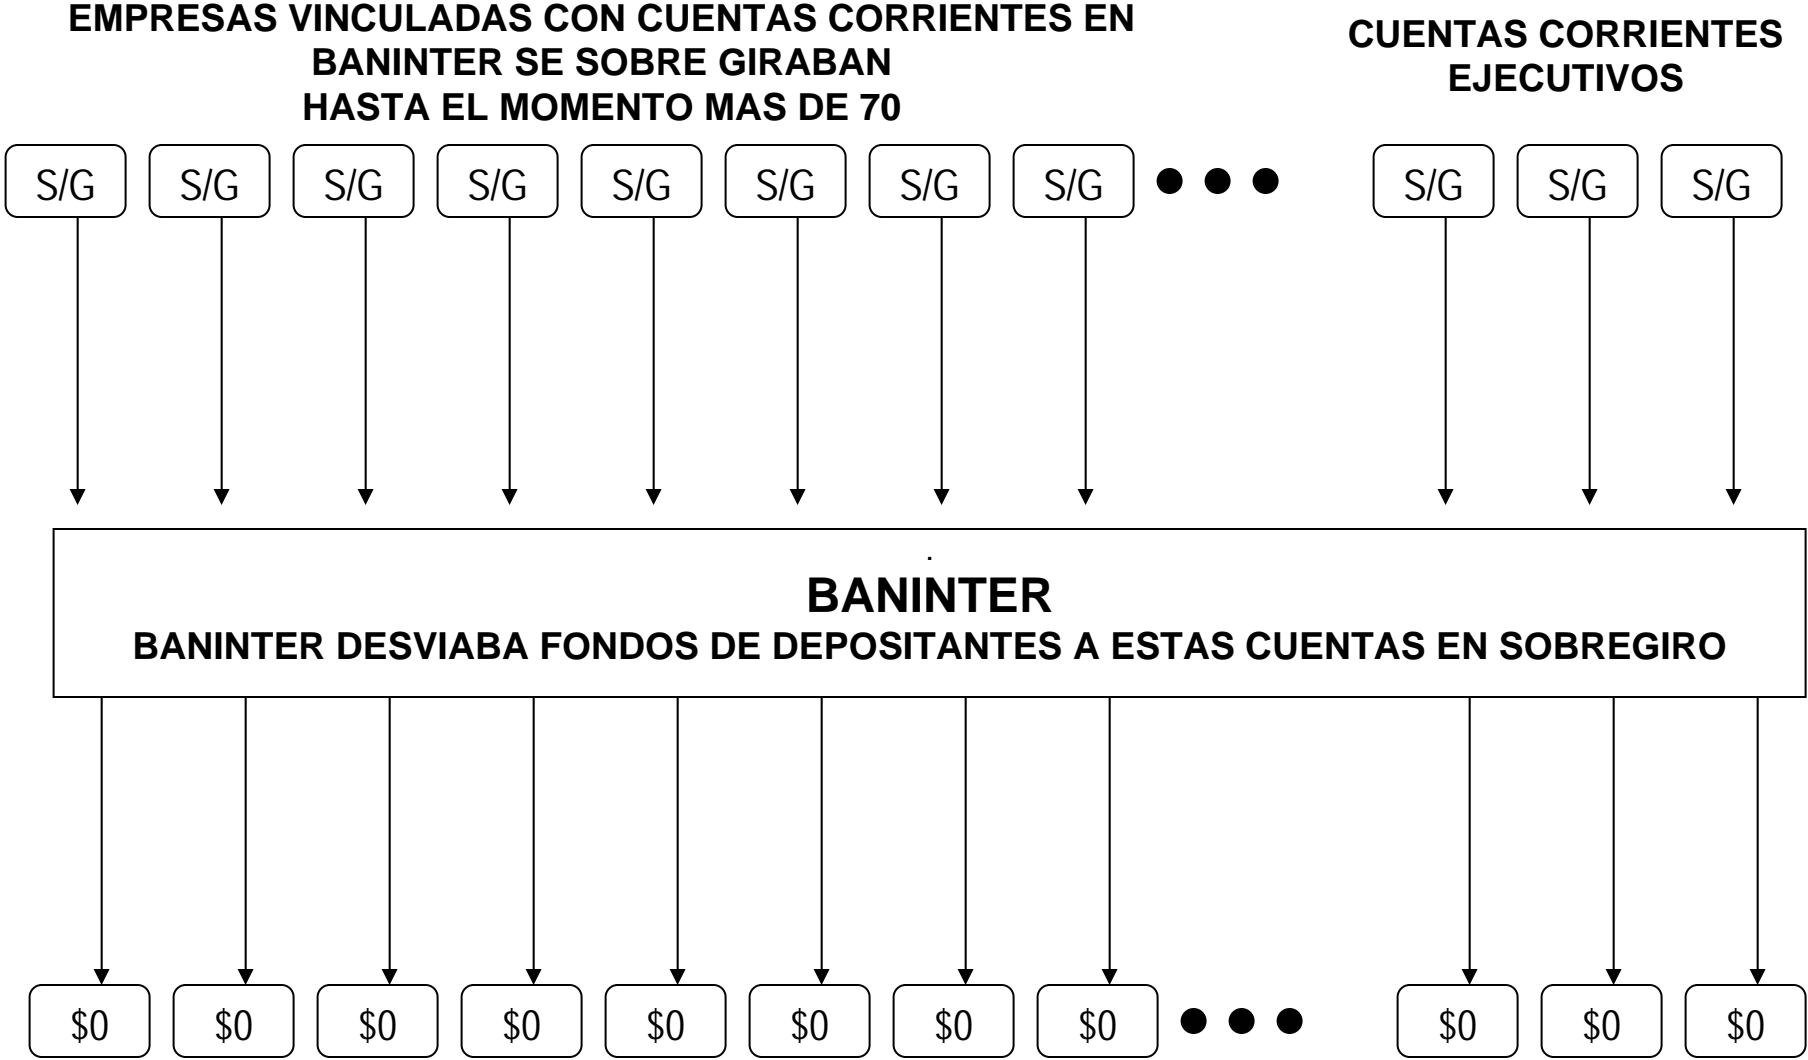 EMPRESAS VINCULADAS CON CUENTAS CORRIENTES EN
BANINTER SE SOBRE GIRABAN
HASTA EL MOMENTO MAS DE 70
CUENTAS CORRIENTES
EJECUTIVOS
S/G S/G S/G S/G S/G S/G S/G S/G ● ● ● S/G S/G S/G
.
BANINTER
BANINTER DESVIABA FONDOS DE DEPOSITANTES A ESTAS CUENTAS EN SOBREGIRO
$0 $0 $0 $0 $0 $0 $0 $0 ● ● ● $0 $0 $0